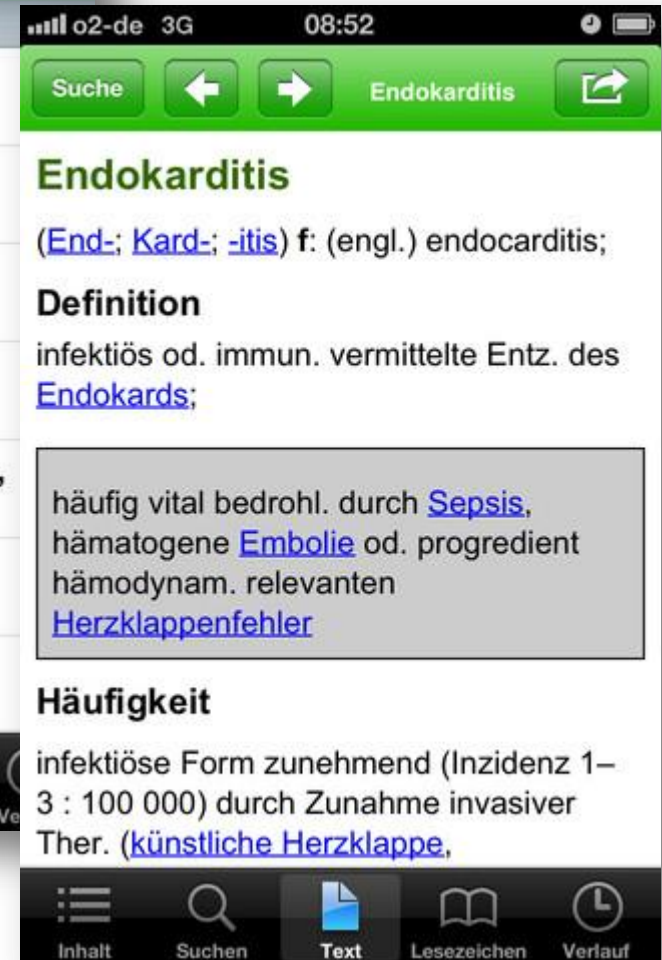 o2-de 3G 08:52
Suche Endokarditis
Endokarditis
(End-; Kard-; -itis) f: (engl.) endocarditis;
Definition
infektiös od. immun. vermittelte Entz. des
Endokards;
häufig vital bedrohl. durch Sepsis,
hämatogene Embolie od. progredient
hämodynam. relevanten
Herzklappenfehler
Häufigkeit
infektiöse Form zunehmend (Inzidenz 1–
3 : 100 000) durch Zunahme invasiver
Ther. (künstliche Herzklappe,
Inhalt Suchen Text Lesezeichen Verlauf